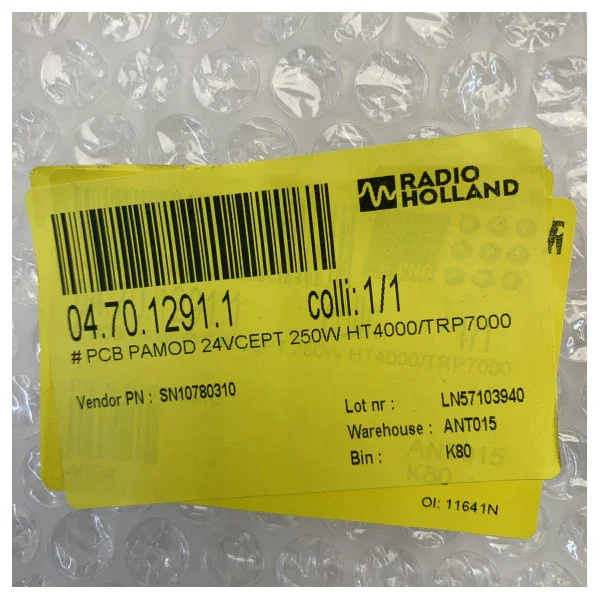 RADIO
HOLLAND
04.70.1291.1 colli: 1/1
# PCB PAMOD 24VCEPT 250W HT4000/TRP7000
Vendor PN : SN10780310
Lot nr : LN57103940
Warehouse : ANT015
Bin : K80
OI: 11641N